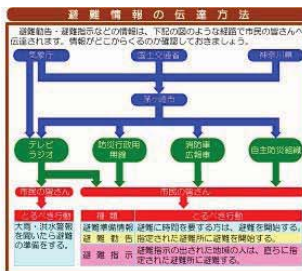 避難情報の伝達方法
避難勧告・避難指示などの情報は、下記の図のような経路で市民の皆さんへ
伝達されます。情報がどこからくるのか確認しておきましょう。
気象庁 国土交通省 神奈川県
茅ヶ崎市
テレビ
ラジオ
防災行政用
無線
消防車
広報車
自主防災組織
市民の皆さん 市民の皆さん
とるべき行動 種類 とるべき行動
大雨・洪水警報
を聞いたら避難
の準備をする。
避難準備情報 避難に時間を要する方は、避難を開始する。
避難勧告 指定された避難所に避難を開始する。
避難指示 避難指示の出された地域の人は、直ちに指
定された避難所に避難する。